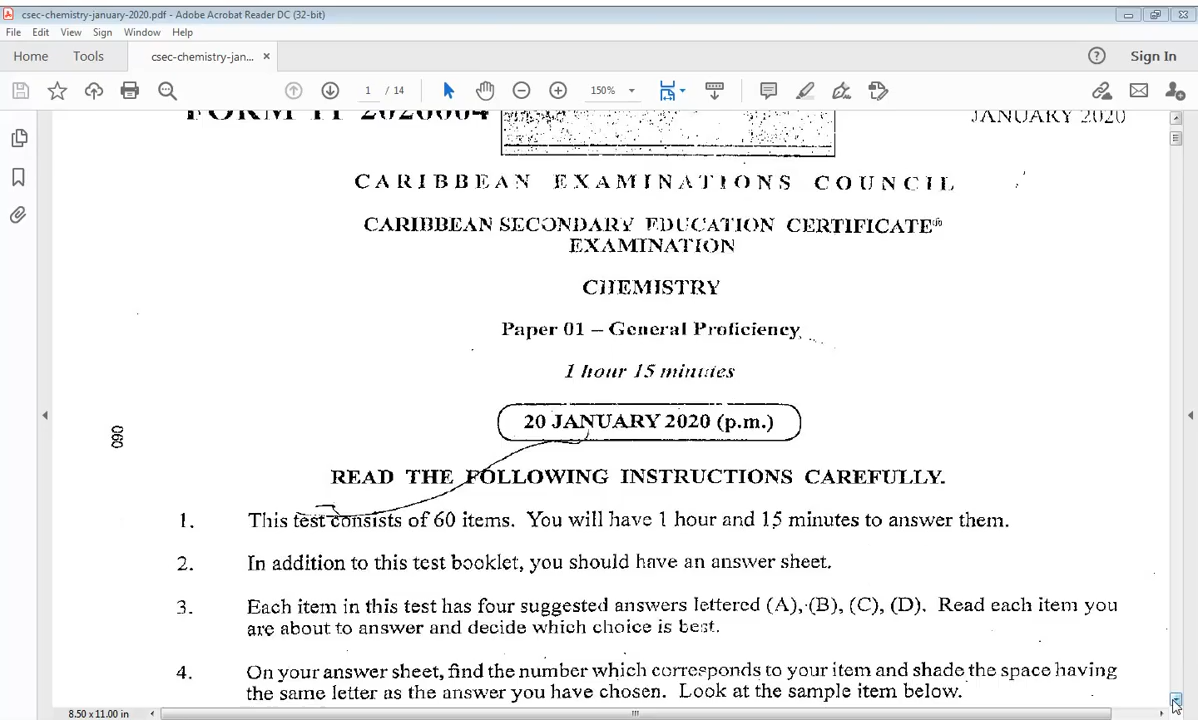 csec-chemistry-january-2020.pdf - Adobe Acrobat Reader DC (32-bit)
File Edit View Sign Window Help
Home Tools csec-chemistry-jan... × Sign In
1 / 14 150%
FORM TP 2020004 JANUARY 2020
CARIBBEAN EXAMINATIONS COUNCIL
CARIBBEAN SECONDARY EDUCATION CERTIFICATE®
EXAMINATION
CHEMISTRY
Paper 01 – General Proficiency
1 hour 15 minutes
20 JANUARY 2020 (p.m.)
090
READ THE FOLLOWING INSTRUCTIONS CAREFULLY.
1. This test consists of 60 items. You will have 1 hour and 15 minutes to answer them.
2. In addition to this test booklet, you should have an answer sheet.
3. Each item in this test has four suggested answers lettered (A), (B), (C), (D). Read each item you
are about to answer and decide which choice is best.
4. On your answer sheet, find the number which corresponds to your item and shade the space having
the same letter as the answer you have chosen. Look at the sample item below.
8.50 x 11.00 in